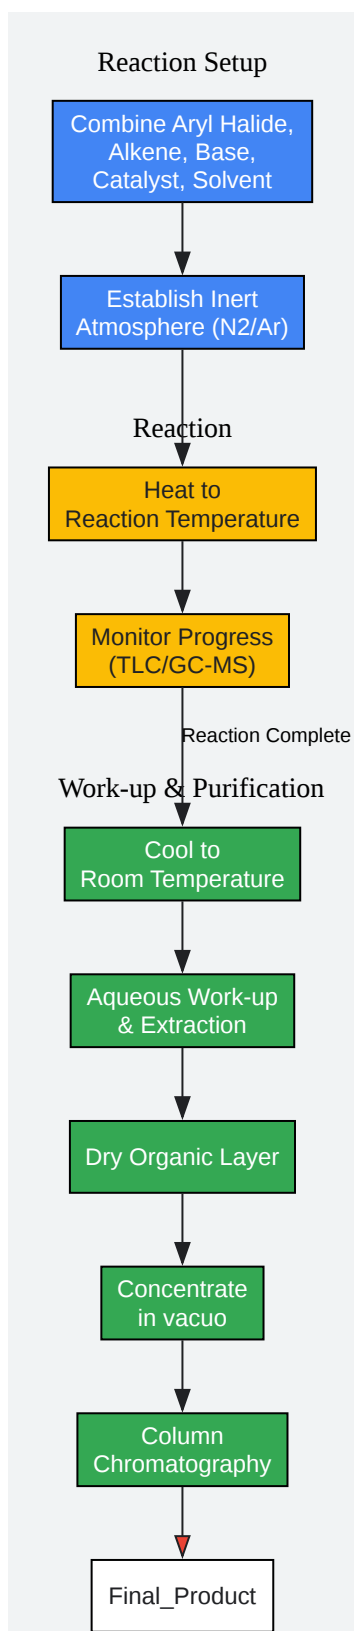 Reaction Setup
Combine Aryl Halide,
Alkene, Base,
Catalyst, Solvent
Establish Inert
Atmosphere (N2/Ar)
Reaction
Heat to
Reaction Temperature
Monitor Progress
(TLC/GC-MS)
Reaction Complete
Work-up & Purification
Cool to
Room Temperature
Aqueous Work-up
& Extraction
Dry Organic Layer
Concentrate
in vacuo
Column
Chromatography
Final_Product